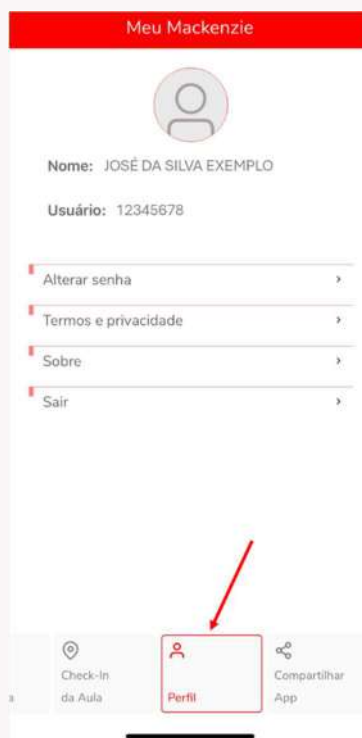 Meu Mackenzie
Nome: JOSÉ DA SILVA EXEMPLO
Usuário: 12345678
Alterar senha
Termos e privacidade
Sobre
Sair
Check-In
da Aula
Perfil
Compartilhar
App